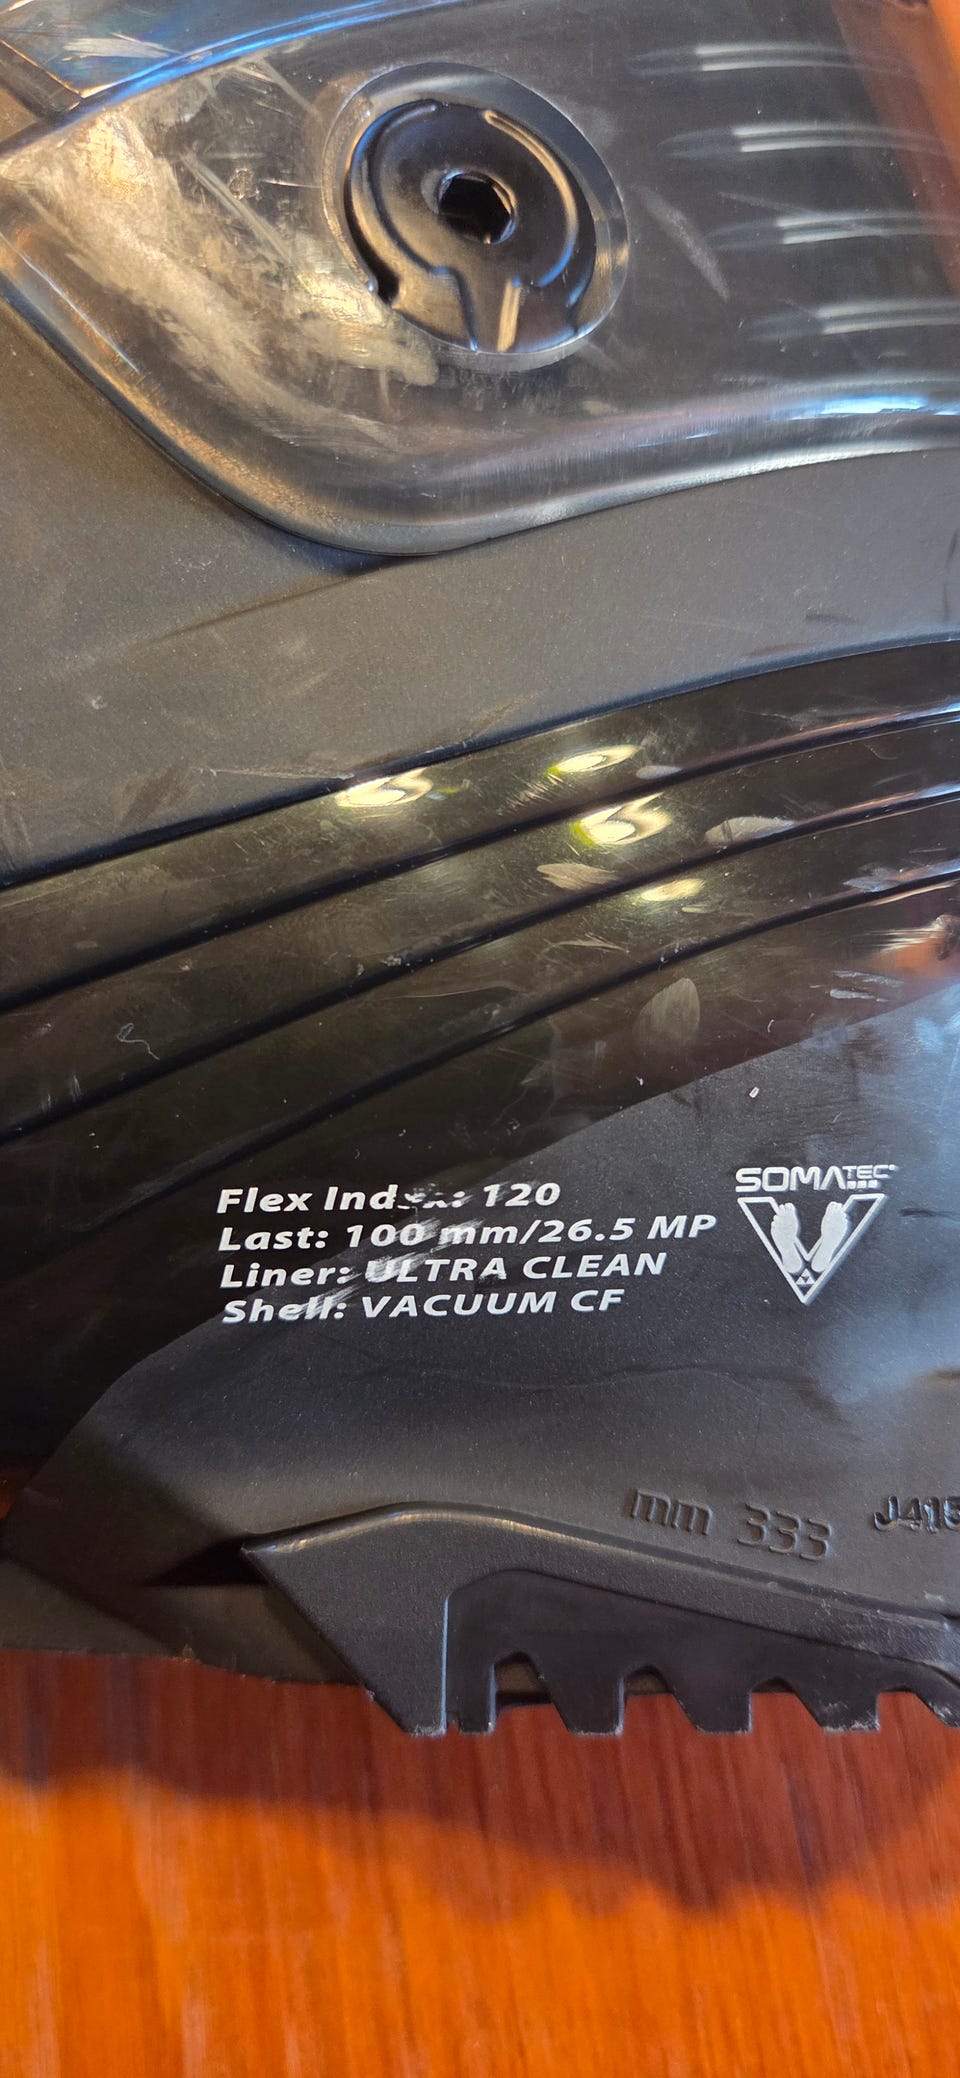 Flex Index: 120
Last: 100 mm/26.5 MP
Liner: ULTRA CLEAN
Shell: VACUUM CF
SOMATEC
mm 333